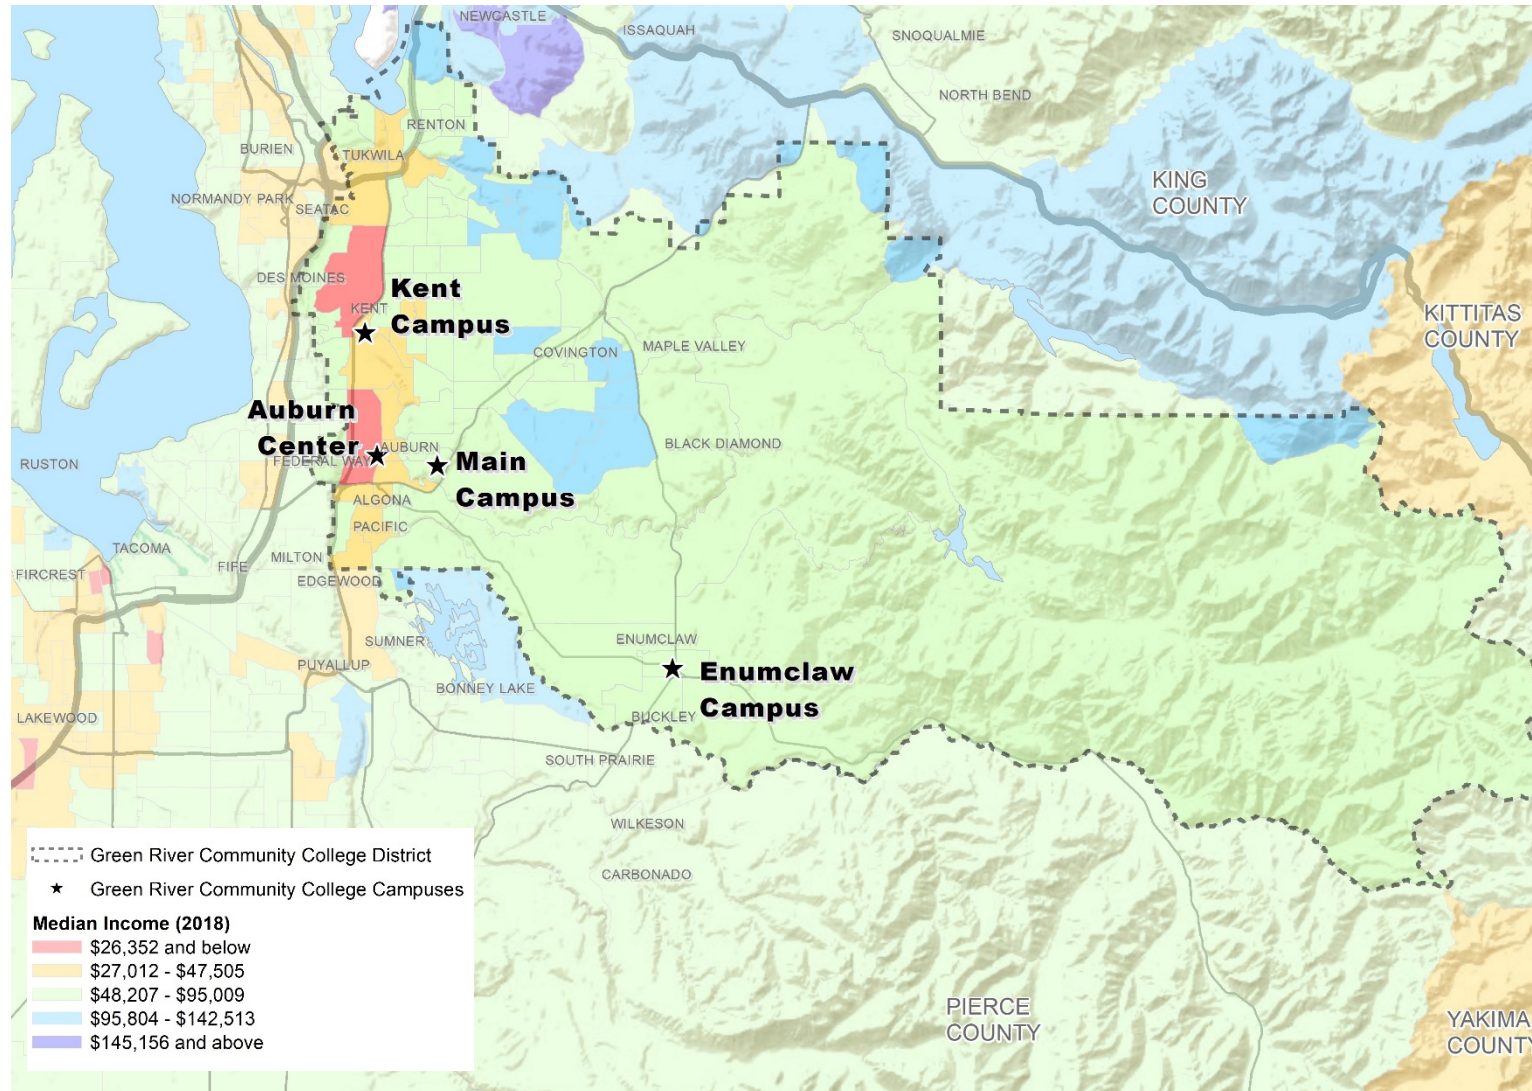 NEWCASTLE
ISSAQUAH
SNOQUALMIE
NORTH BEND
RENTON
BURIEN
TUKWILA
KING
COUNTY
NORMANDY PARK
SEATAC
DES MOINES
Kent
Campus
KENT
KITTITAS
COUNTY
COVINGTON
MAPLE VALLEY
Auburn
Center
AUBURN
BLACK DIAMOND
FEDERAL WAY
RUSTON
Main
Campus
ALGONA
PACIFIC
TACOMA
MILTON
FIFE
FIRCREST
EDGEWOOD
SUMNER
ENUMCLAW
PUYALLUP
Enumclaw
Campus
BONNEY LAKE
LAKEWOOD
BUCKLEY
SOUTH PRAIRIE
WILKESON
CARBONADO
PIERCE
COUNTY
YAKIMA
COUNTY
Green River Community College District
Green River Community College Campuses
Median Income (2018)
$26,352 and below
$27,012 - $47,505
$48,207 - $95,009
$95,804 - $142,513
$145,156 and above